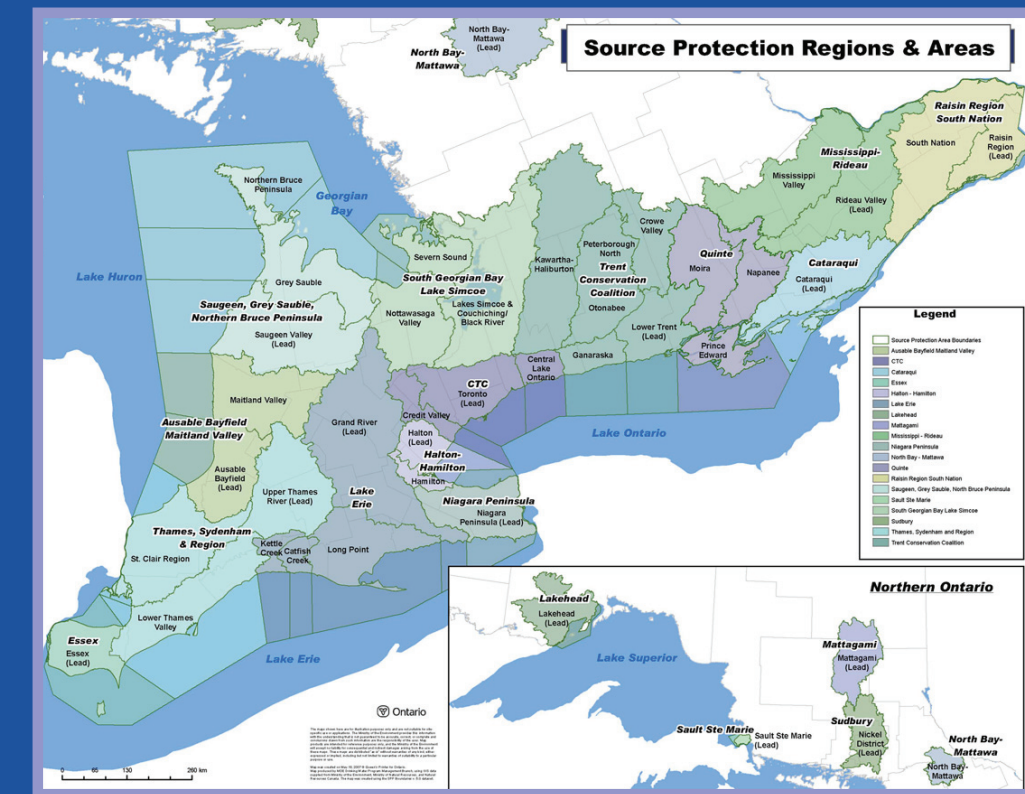 Source Protection Regions & Areas
North Bay-
Mattawa
(Lead)
North Bay-
Mattawa
Raisin Region
South Nation
South Nation
Raisin
Region
(Lead)
Mississippi-
Rideau
Mississippi
Valley
Rideau Valley
(Lead)
Northern Bruce
Peninsula
Georgian
Bay
Lake Huron
Grey Sauble
Saugeen, Grey Sauble,
Northern Bruce Peninsula
Saugeen Valley
(Lead)
Severn Sound
South Georgian Bay
Lake Simcoe
Nottawasaga
Valley
Lakes Simcoe &
Couchiching/
Black River
Kawartha-
Haliburton
Crowe
Valley
Peterborough
North
Trent
Conservation
Coalition
Otonabee
Lower Trent
(Lead)
Ganaraska
Quinte
Moira
Napanee
Prince
Edward
Cataraqui
Cataraqui
(Lead)
Central
Lake
Ontario
CTC
Toronto
(Lead)
Credit Valley
Halton
(Lead)
Halton-
Hamilton
Hamilton
Lake Ontario
Maitland Valley
Ausable Bayfield
Maitland Valley
Ausable
Bayfield
(Lead)
Grand River
(Lead)
Upper Thames
River (Lead)
Lake
Erie
Niagara Peninsula
Niagara
Peninsula (Lead)
Thames, Sydenham
& Region
St. Clair Region
Kettle
Creek
Catfish
Creek
Long Point
Lower Thames
Valley
Essex
Essex
(Lead)
Lake Erie
Legend
Source Protection Area Boundaries
Ausable Bayfield Maitland Valley
CTC
Cataraqui
Essex
Halton - Hamilton
Lake Erie
Lakehead
Mattagami
Mississippi - Rideau
Niagara Peninsula
North Bay - Mattawa
Quinte
Raisin Region South Nation
Saugeen, Grey Sauble, North Bruce Peninsula
Sault Ste Marie
South Georgian Bay Lake Simcoe
Sudbury
Thames, Sydenham and Region
Trent Conservation Coalition
Northern Ontario
Lakehead
Lakehead
(Lead)
Lake Superior
Mattagami
Mattagami
(Lead)
Sault Ste Marie
Sault Ste Marie
(Lead)
Sudbury
Nickel
District
(Lead)
North Bay-
Mattawa
North Bay-
Mattawa
Ontario
0 65 130 260 km